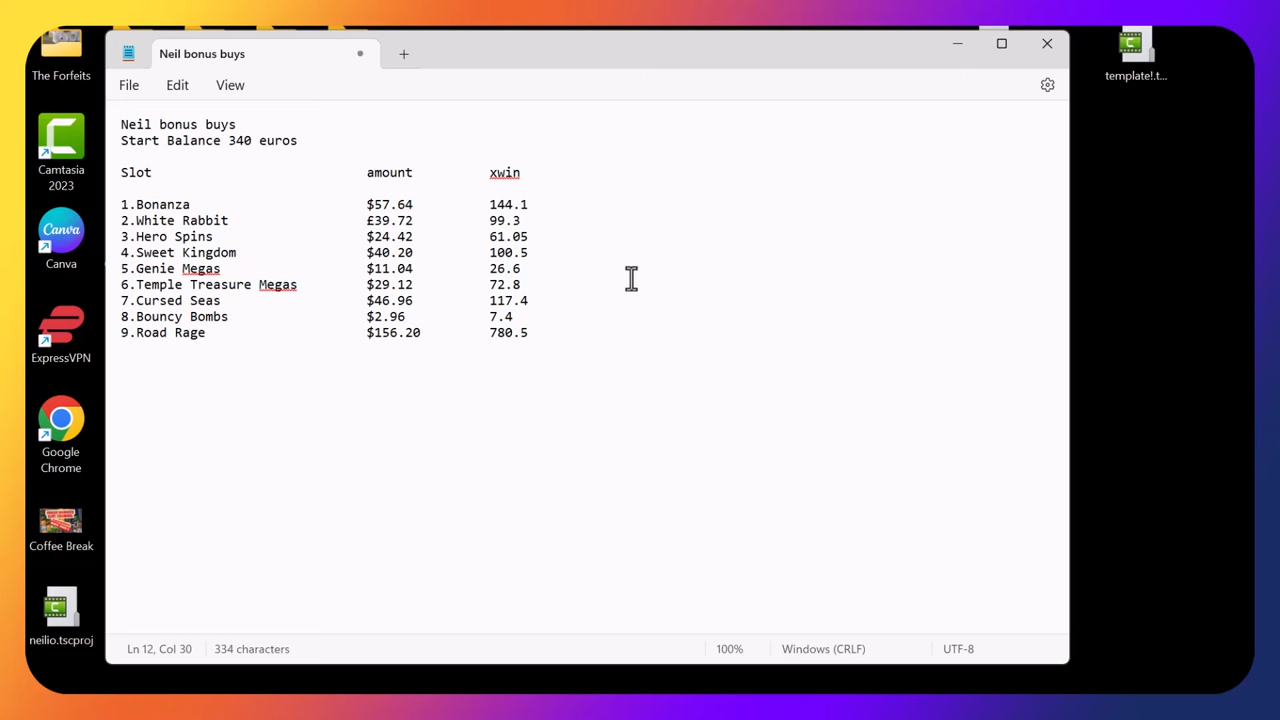 The Forfeits
Camtasia
2023
Canva
Canva
ExpressVPN
Google
Chrome
Coffee Break
neilio.tscproj
template!.t...
Neil bonus buys
File Edit View
Neil bonus buys
Start Balance 340 euros
Slot amount xwin
1.Bonanza $57.64 144.1
2.White Rabbit £39.72 99.3
3.Hero Spins $24.42 61.05
4.Sweet Kingdom $40.20 100.5
5.Genie Megas $11.04 26.6
6.Temple Treasure Megas $29.12 72.8
7.Cursed Seas $46.96 117.4
8.Bouncy Bombs $2.96 7.4
9.Road Rage $156.20 780.5
Ln 12, Col 30 334 characters 100% Windows (CRLF) UTF-8